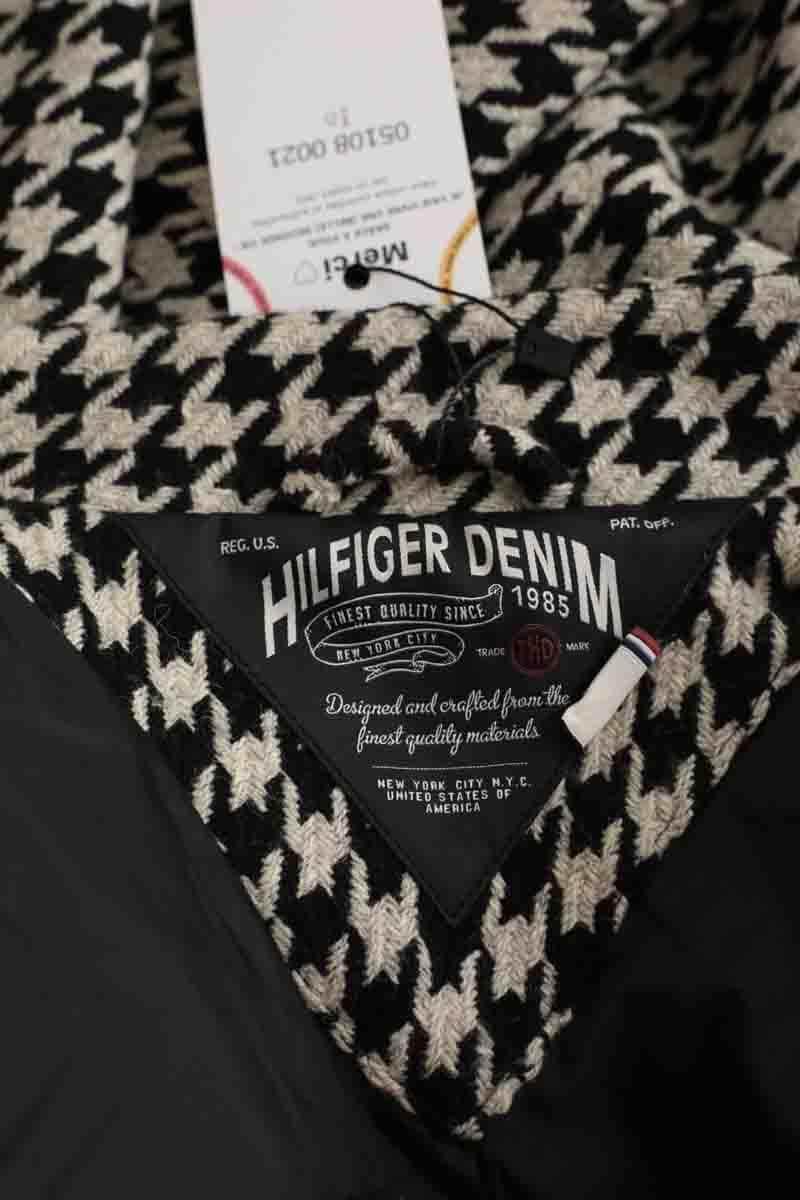 Merci
05108 0021
REG. U.S.
PAT. OFF.
HILFIGER DENIM
FINEST QUALITY SINCE 1985
NEW YORK CITY
TRADE THD MARK
Designed and crafted from the
finest quality materials
NEW YORK CITY N.Y.C.
UNITED STATES OF
AMERICA